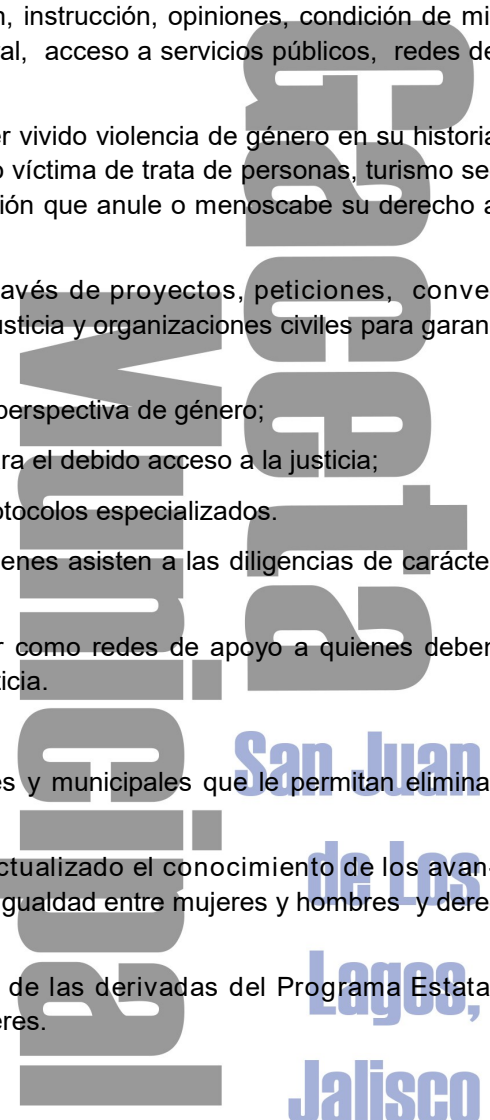 n, instrucción, opiniones, condición de mi
al, acceso a servicios públicos, redes de
er vivido violencia de género en su historia
o víctima de trata de personas, turismo se
ción que anule o menoscabe su derecho a
avés de proyectos, peticiones, conve
usticia y organizaciones civiles para garan
perspectiva de género;
ra el debido acceso a la justicia;
otocolos especializados.
enes asisten a las diligencias de carácte
r como redes de apoyo a quienes deber
ticia.
es y municipales que le permitan elimina
ctualizado el conocimiento de los avan
gualdad entre mujeres y hombres y dere
de las derivadas del Programa Estata
eres.
Gaceta
Municipal
San Juan
de Los
Lagos,
Jalisco